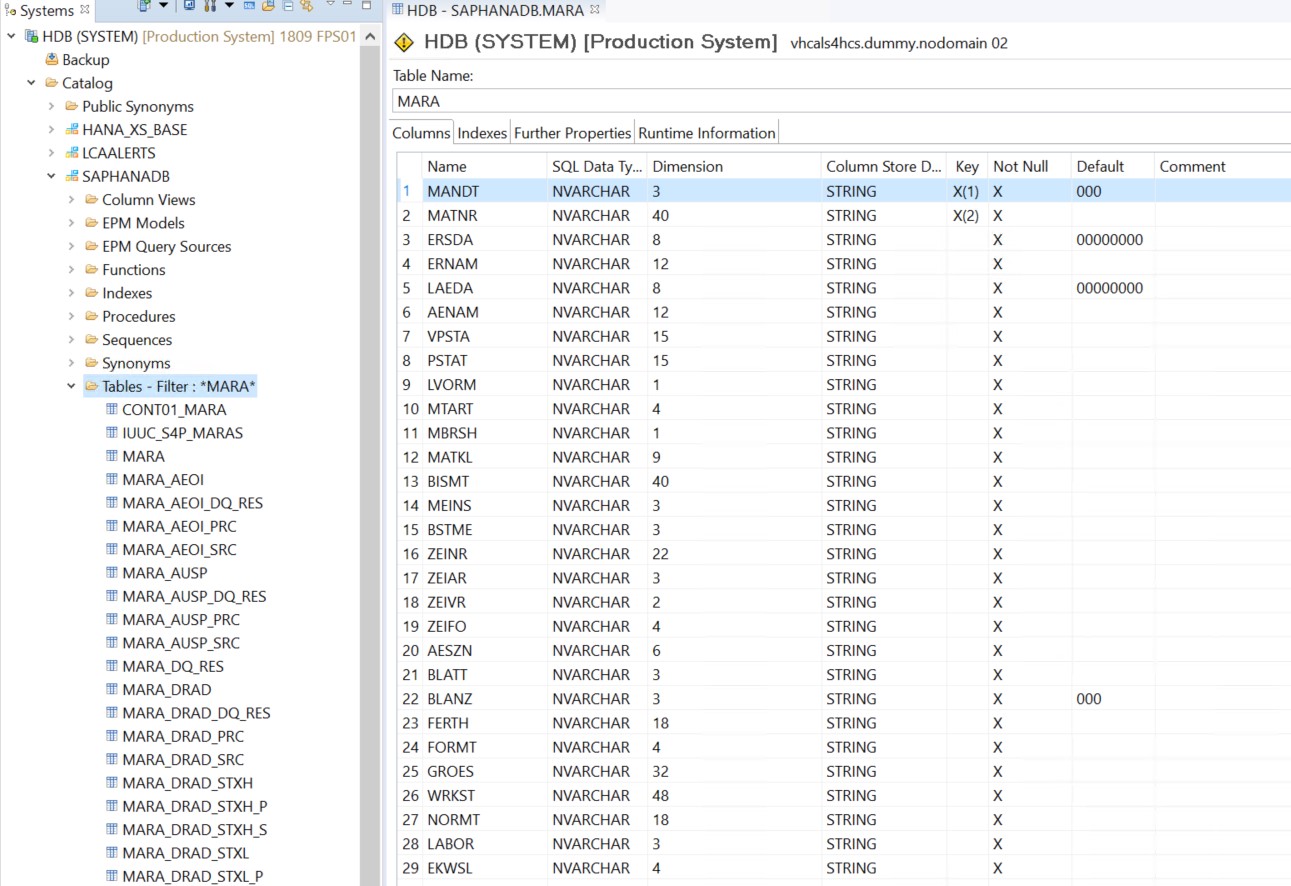 Systems
HDB (SYSTEM) [Production System] 1809 FPS01
Backup
Catalog
Public Synonyms
HANA_XS_BASE
LCAALERTS
SAPHANADB
Column Views
EPM Models
EPM Query Sources
Functions
Indexes
Procedures
Sequences
Synonyms
Tables - Filter : *MARA*
CONT01_MARA
IUUC_S4P_MARAS
MARA
MARA_AEOI
MARA_AEOI_DQ_RES
MARA_AEOI_PRC
MARA_AEOI_SRC
MARA_AUSP
MARA_AUSP_DQ_RES
MARA_AUSP_PRC
MARA_AUSP_SRC
MARA_DQ_RES
MARA_DRAD
MARA_DRAD_DQ_RES
MARA_DRAD_PRC
MARA_DRAD_SRC
MARA_DRAD_STXH
MARA_DRAD_STXH_P
MARA_DRAD_STXH_S
MARA_DRAD_STXL
MARA_DRAD_STXL_P
HDB - SAPHANADB.MARA
HDB (SYSTEM) [Production System] vhcals4hcs.dummy.nodomain 02
Table Name:
MARA
Columns Indexes Further Properties Runtime Information
Name SQL Data Ty... Dimension Column Store D... Key Not Null Default Comment
1 MANDT NVARCHAR 3 STRING X(1) X 000
2 MATNR NVARCHAR 40 STRING X(2) X
3 ERSDA NVARCHAR 8 STRING X 00000000
4 ERNAM NVARCHAR 12 STRING X
5 LAEDA NVARCHAR 8 STRING X 00000000
6 AENAM NVARCHAR 12 STRING X
7 VPSTA NVARCHAR 15 STRING X
8 PSTAT NVARCHAR 15 STRING X
9 LVORM NVARCHAR 1 STRING X
10 MTART NVARCHAR 4 STRING X
11 MBRSH NVARCHAR 1 STRING X
12 MATKL NVARCHAR 9 STRING X
13 BISMT NVARCHAR 40 STRING X
14 MEINS NVARCHAR 3 STRING X
15 BSTME NVARCHAR 3 STRING X
16 ZEINR NVARCHAR 22 STRING X
17 ZEIAR NVARCHAR 3 STRING X
18 ZEIVR NVARCHAR 2 STRING X
19 ZEIFO NVARCHAR 4 STRING X
20 AESZN NVARCHAR 6 STRING X
21 BLATT NVARCHAR 3 STRING X
22 BLANZ NVARCHAR 3 STRING X 000
23 FERTH NVARCHAR 18 STRING X
24 FORMT NVARCHAR 4 STRING X
25 GROES NVARCHAR 32 STRING X
26 WRKST NVARCHAR 48 STRING X
27 NORMT NVARCHAR 18 STRING X
28 LABOR NVARCHAR 3 STRING X
29 EKWSL NVARCHAR 4 STRING X